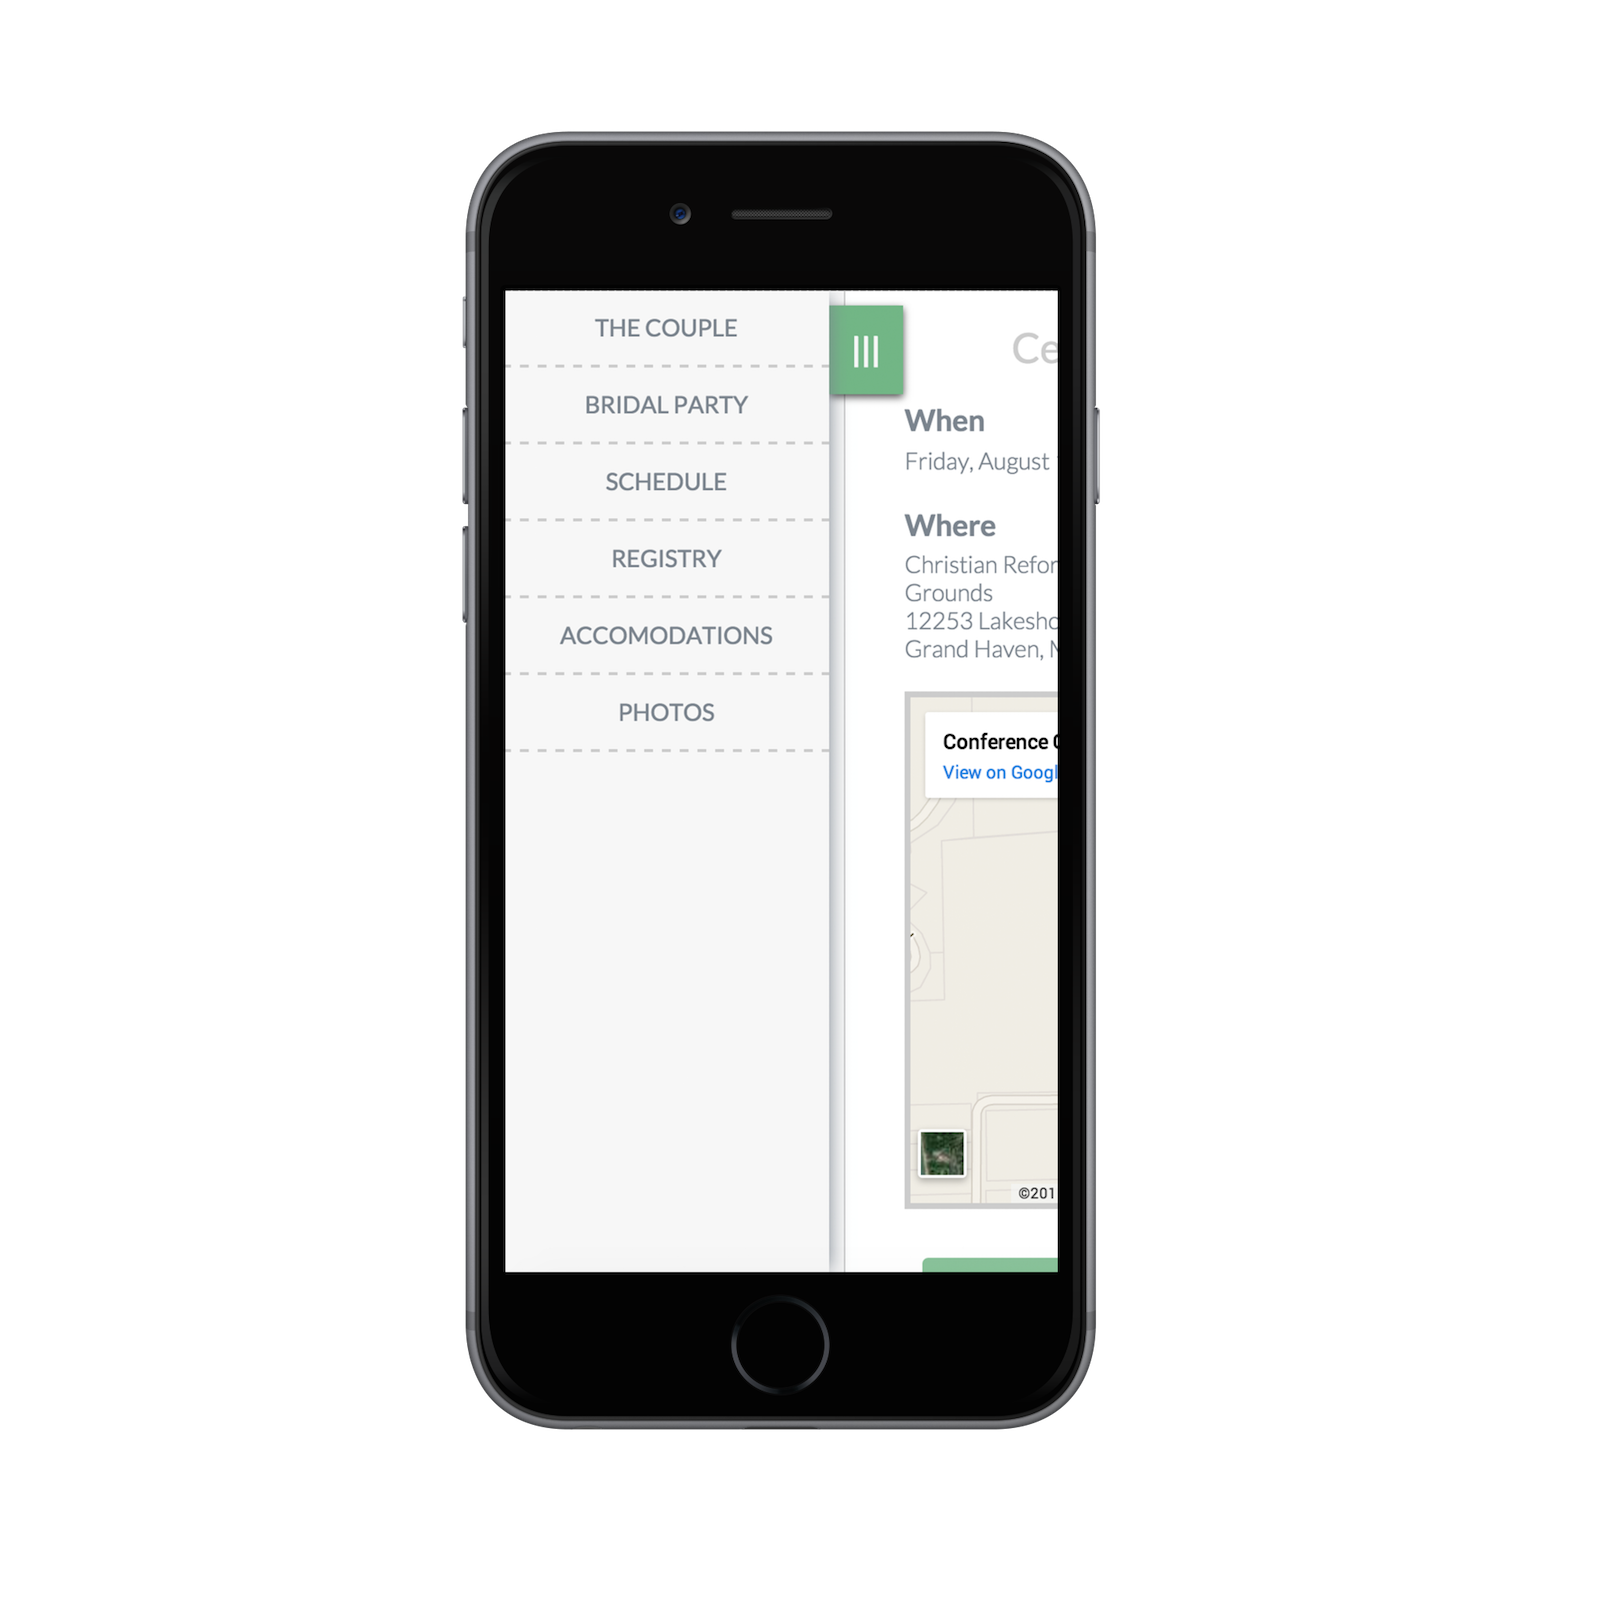 THE COUPLE
BRIDAL PARTY
SCHEDULE
REGISTRY
ACCOMODATIONS
PHOTOS
Ce
When
Friday, August
Where
Christian Refor
Grounds
12253 Lakesho
Grand Haven, M
Conference
View on Googl
©201